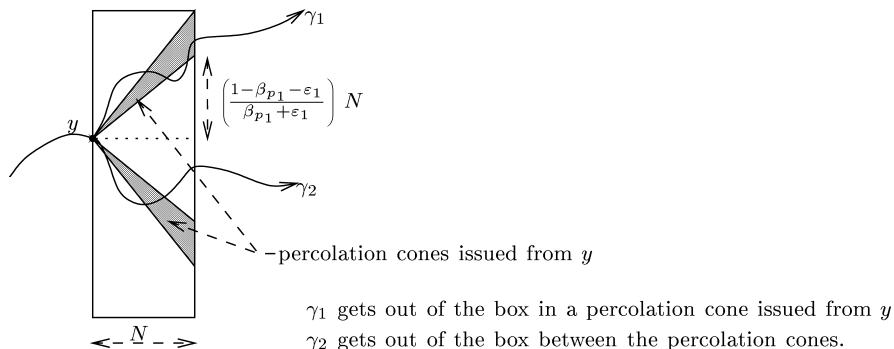 γ₁
y
(1−βₚ₁−ε₁ / βₚ₁+ε₁) N
γ₂
percolation cones issued from y
γ₁ gets out of the box in a percolation cone issued from y
N
γ₂ gets out of the box between the percolation cones.